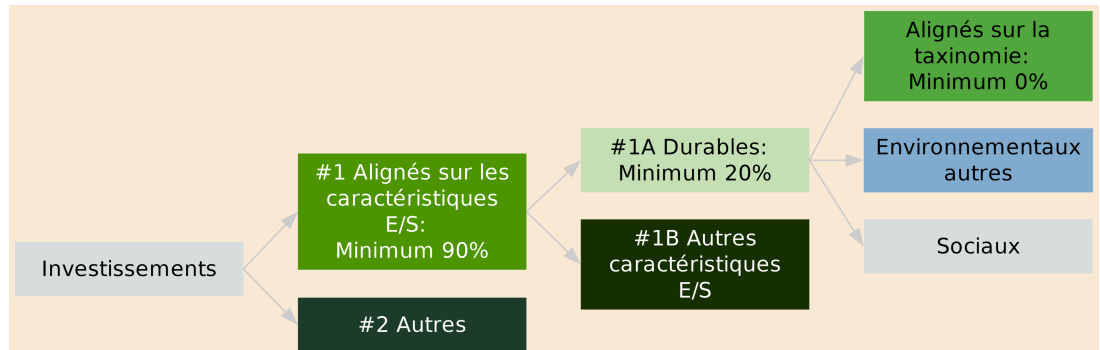 Investissements
#1 Alignés sur les
caractéristiques
E/S:
Minimum 90%
#2 Autres
#1A Durables:
Minimum 20%
#1B Autres
caractéristiques
E/S
Alignés sur la
taxinomie:
Minimum 0%
Environnementaux
autres
Sociaux